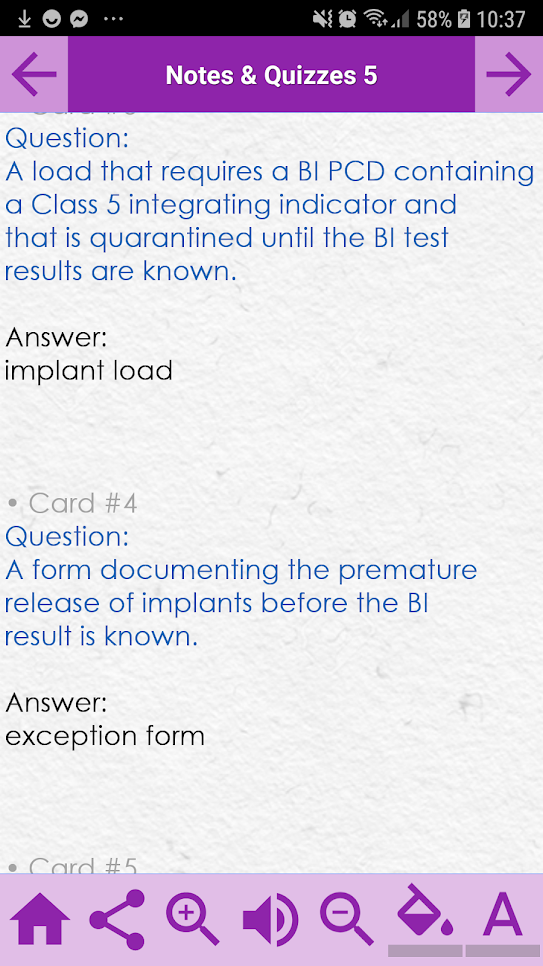 58% 10:37
Notes & Quizzes 5
Question:
A load that requires a BI PCD containing
a Class 5 integrating indicator and
that is quarantined until the BI test
results are known.
Answer:
implant load
• Card #4
Question:
A form documenting the premature
release of implants before the BI
result is known.
Answer:
exception form
• Card #5
A